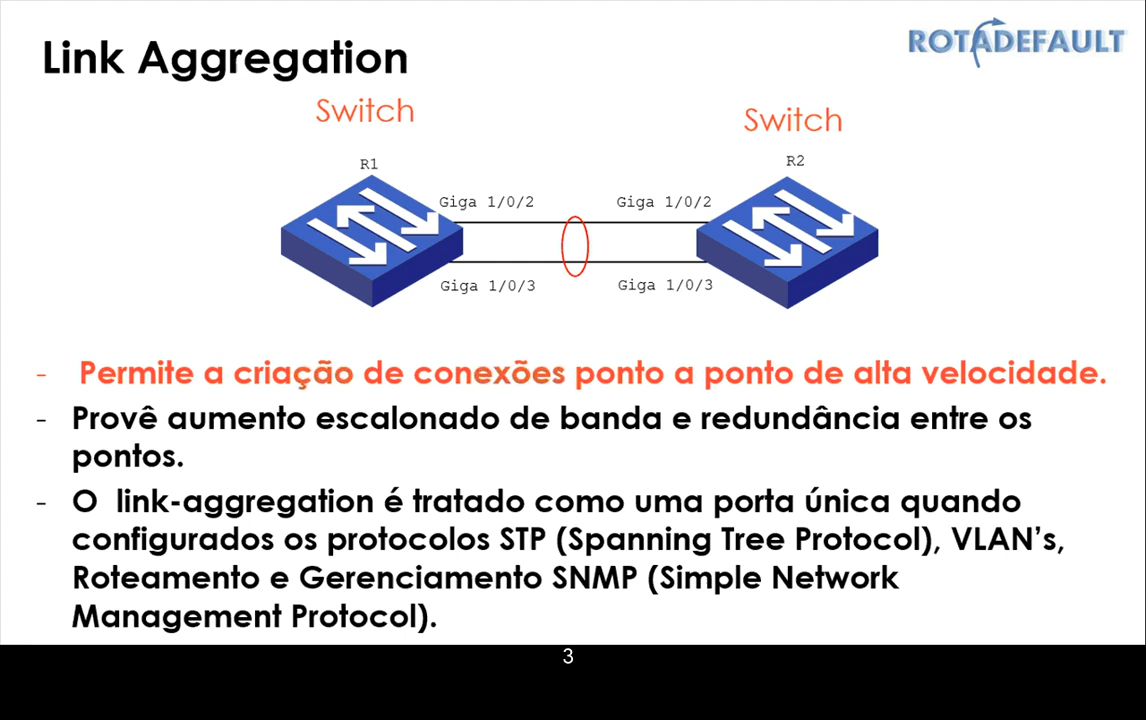 Link Aggregation
ROTADEFAULT
Switch
Switch
R1
R2
Giga 1/0/2
Giga 1/0/2
Giga 1/0/3
Giga 1/0/3
- Permite a criação de conexões ponto a ponto de alta velocidade.
- Provê aumento escalonado de banda e redundância entre os
pontos.
- O link-aggregation é tratado como uma porta única quando
configurados os protocolos STP (Spanning Tree Protocol), VLAN’s,
Roteamento e Gerenciamento SNMP (Simple Network
Management Protocol).
3